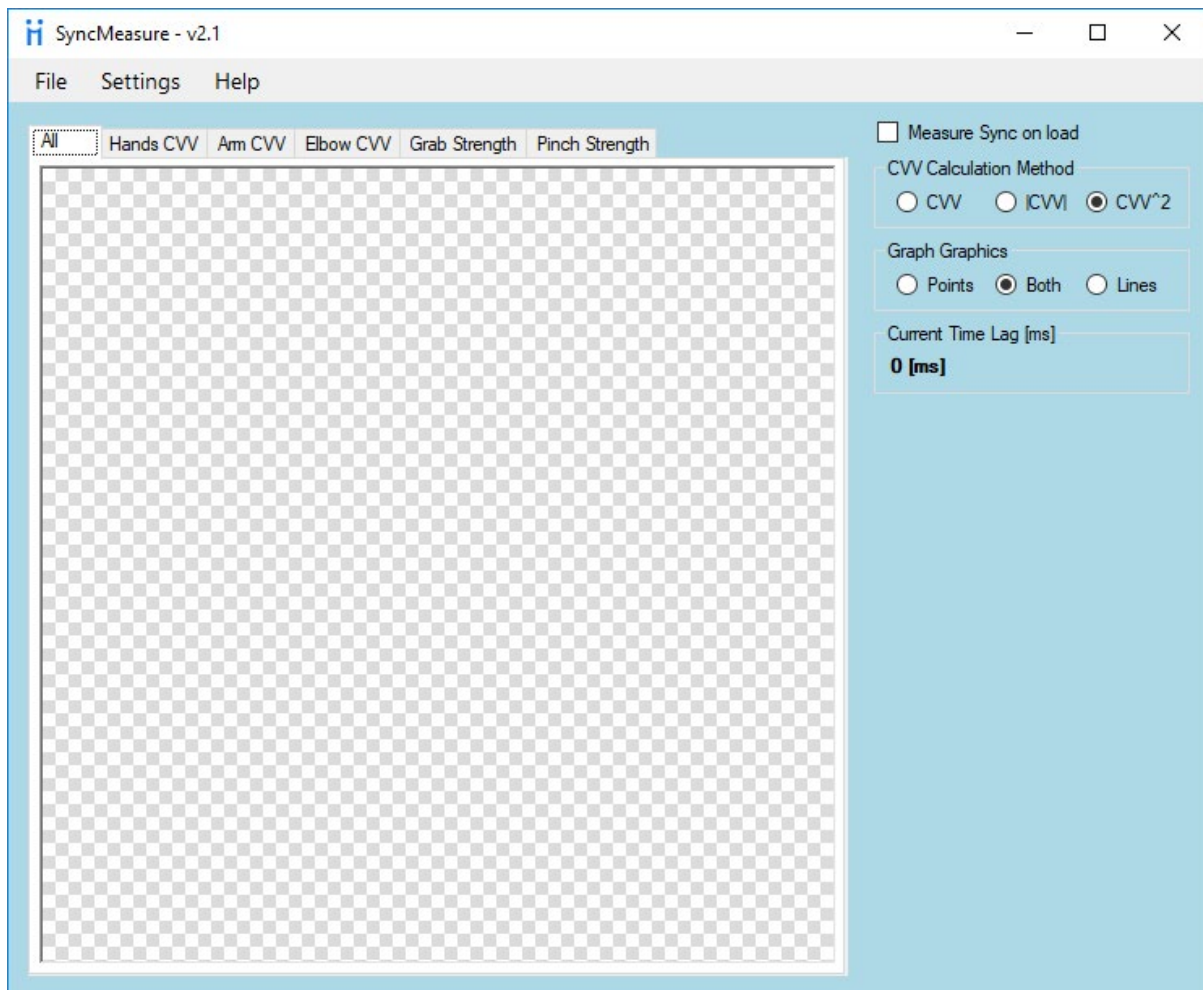 SyncMeasure - v2.1
File Settings Help
All Hands CVV Arm CVV Elbow CVV Grab Strength Pinch Strength
Measure Sync on load
CVV Calculation Method
CVV |CVV| CVV^2
Graph Graphics
Points Both Lines
Current Time Lag [ms]
0 [ms]